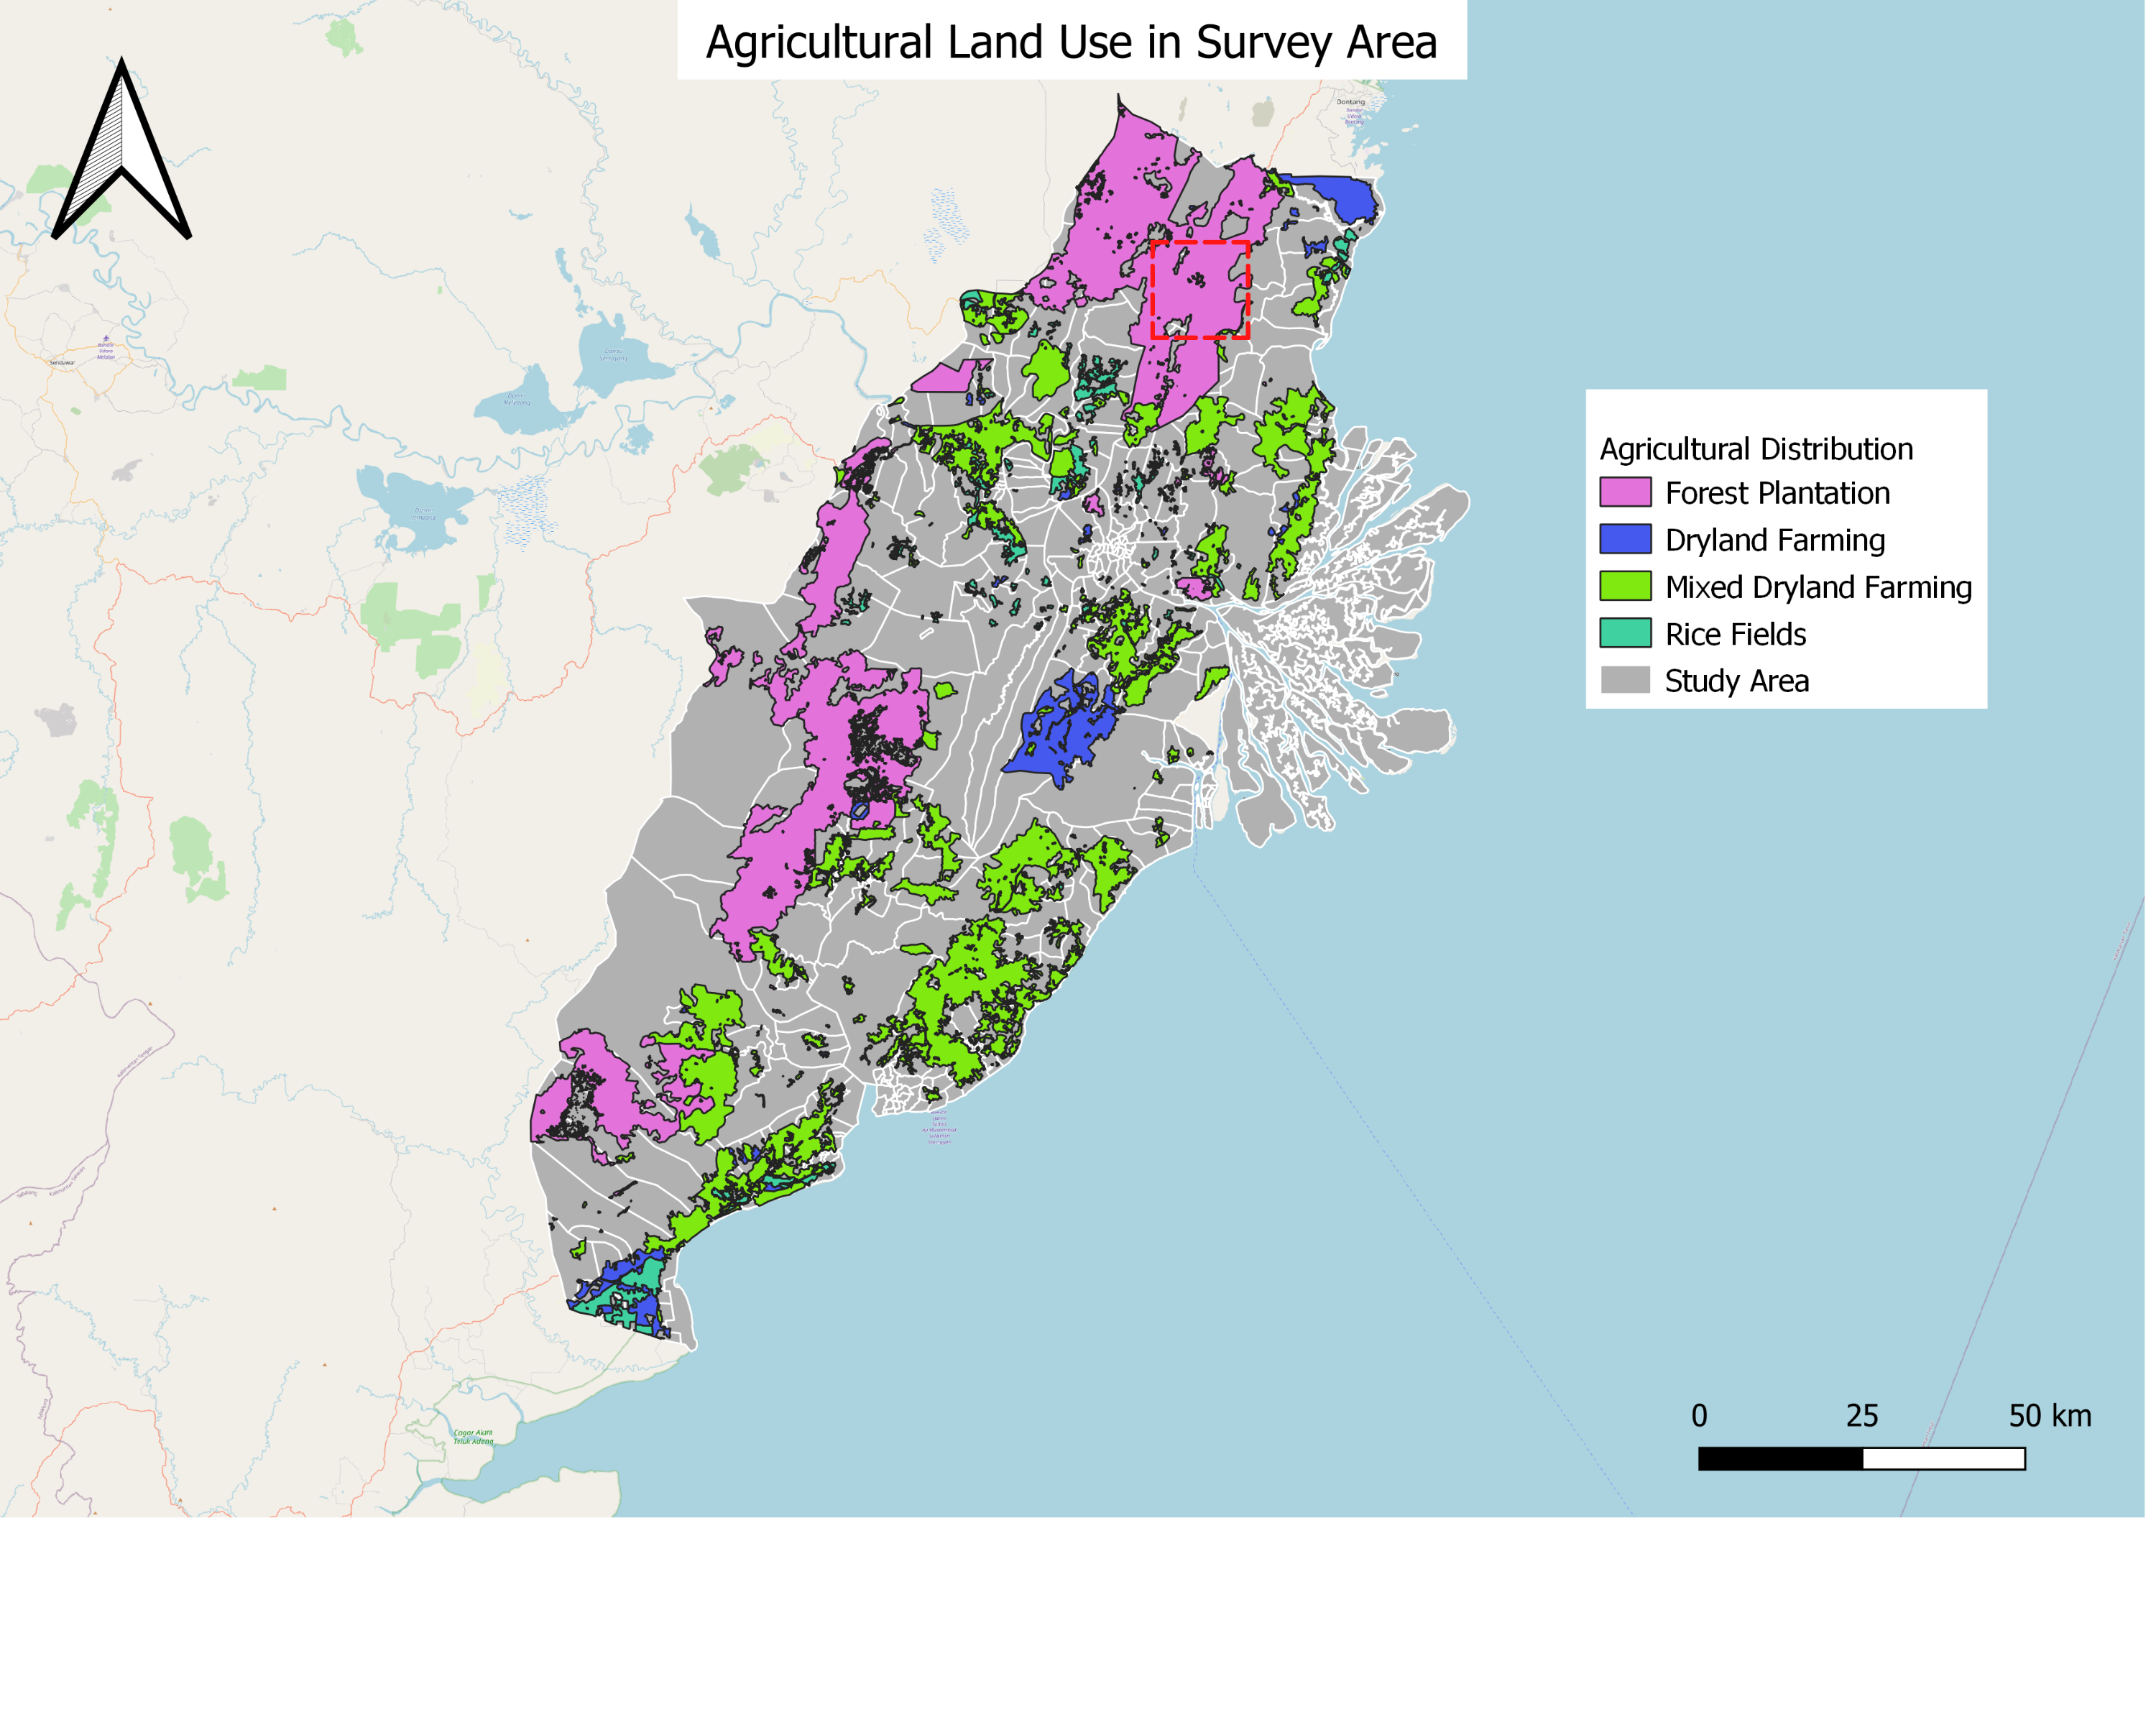 Agricultural Land Use in Survey Area
Bontang
Agricultural Distribution
Forest Plantation
Dryland Farming
Mixed Dryland Farming
Rice Fields
Study Area
0 25 50 km
Cagar Alam
Teluk Adang